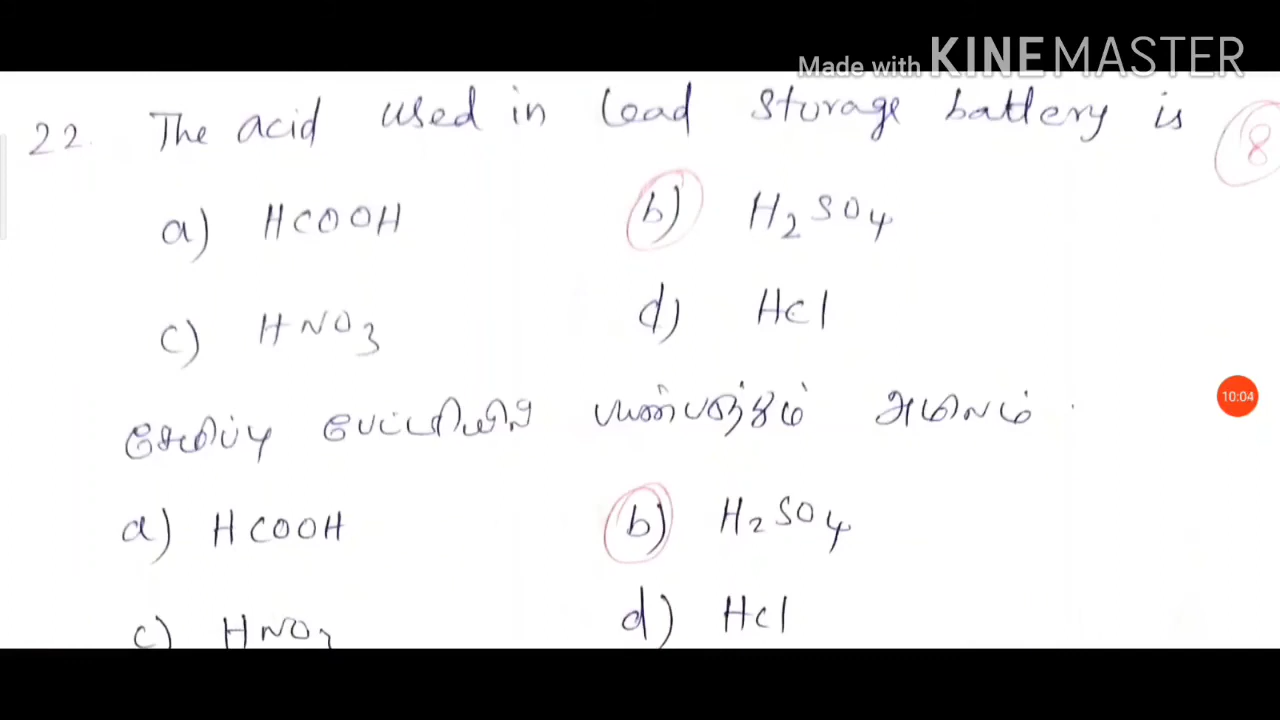 Made with KINEMASTER
22. The acid used in lead storage battery is
8
a) HCOOH b) H2SO4
c) HNO3 d) HCl
சேமிப்பு பேட்டரியில் பயன்படும் அமிலம்
10:04
a) HCOOH b) H2SO4
c) HNO3 d) HCl